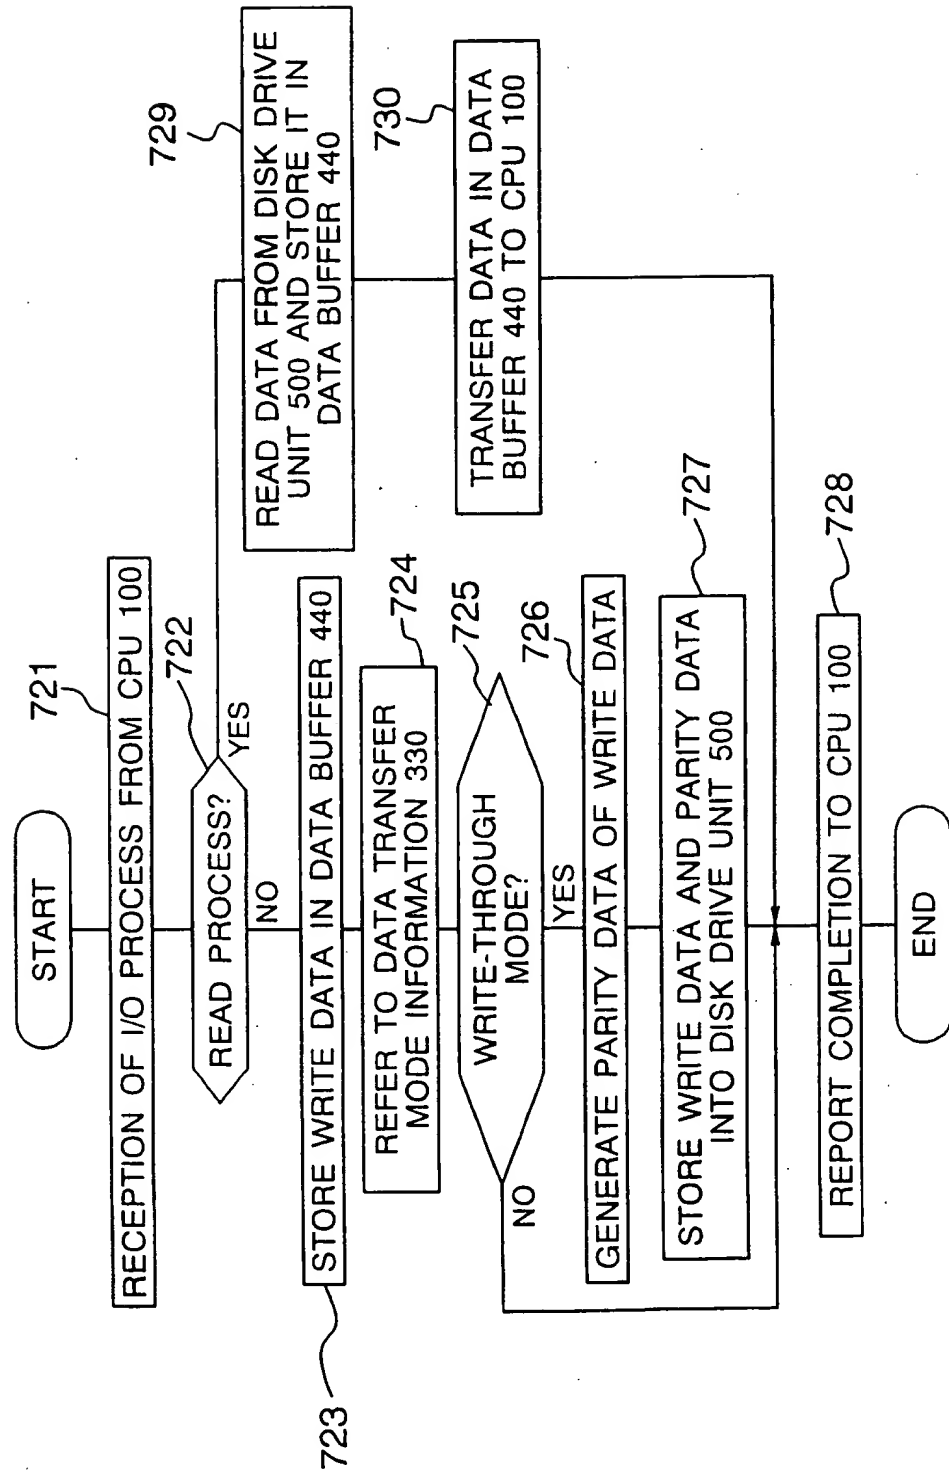 START
721
RECEPTION OF I/O PROCESS FROM CPU 100
722
READ PROCESS?
YES
NO
729
READ DATA FROM DISK DRIVE
UNIT 500 AND STORE IT IN
DATA BUFFER 440
723
STORE WRITE DATA IN DATA BUFFER 440
724
REFER TO DATA TRANSFER
MODE INFORMATION 330
730
TRANSFER DATA IN DATA
BUFFER 440 TO CPU 100
725
WRITE-THROUGH
MODE?
NO
YES
726
GENERATE PARITY DATA OF WRITE DATA
727
STORE WRITE DATA AND PARITY DATA
INTO DISK DRIVE UNIT 500
728
REPORT COMPLETION TO CPU 100
END